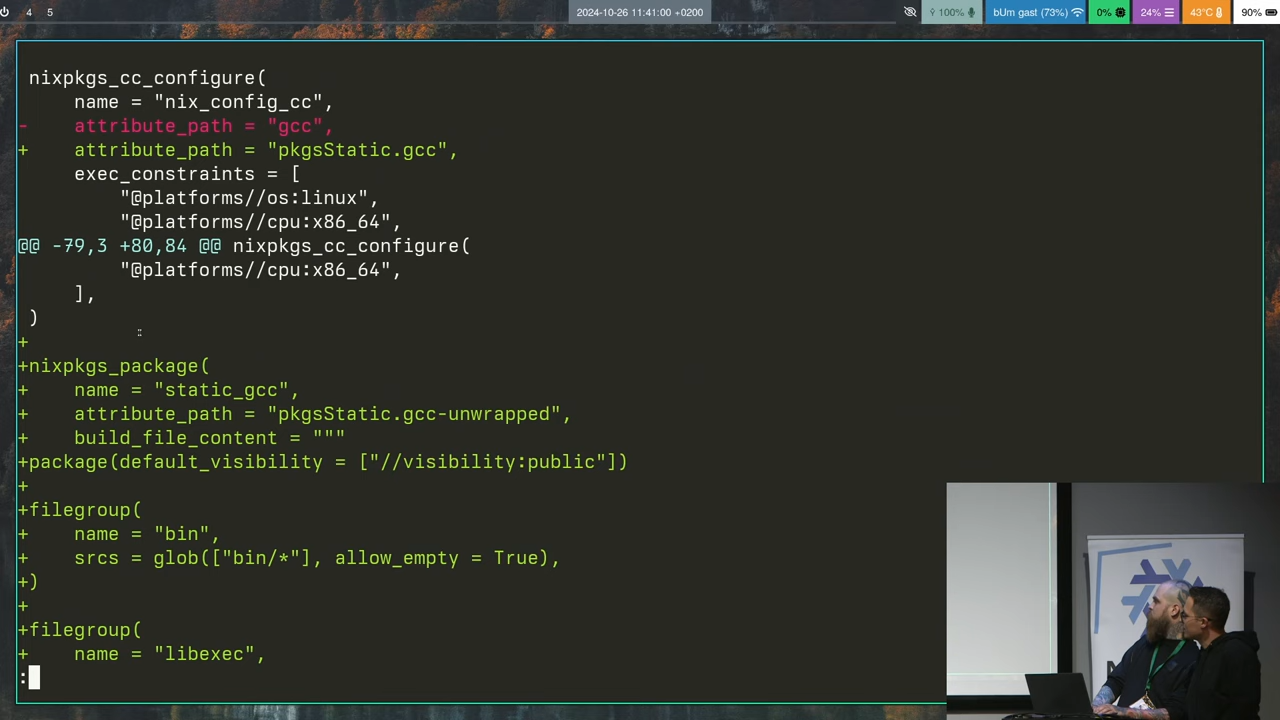 4 5 2024-10-26 11:41:00 +0200 100% bUm gast (73%) 0% 24% 43°C 90%
nixpkgs_cc_configure(
    name = "nix_config_cc",
-    attribute_path = "gcc",
+    attribute_path = "pkgsStatic.gcc",
    exec_constraints = [
        "@platforms//os:linux",
        "@platforms//cpu:x86_64",
@@ -79,3 +80,84 @@ nixpkgs_cc_configure(
        "@platforms//cpu:x86_64",
    ],
)
+
+nixpkgs_package(
+    name = "static_gcc",
+    attribute_path = "pkgsStatic.gcc-unwrapped",
+    build_file_content = """
+package(default_visibility = ["//visibility:public"])
+
+filegroup(
+    name = "bin",
+    srcs = glob(["bin/*"], allow_empty = True),
+)
+
+filegroup(
+    name = "libexec",
: